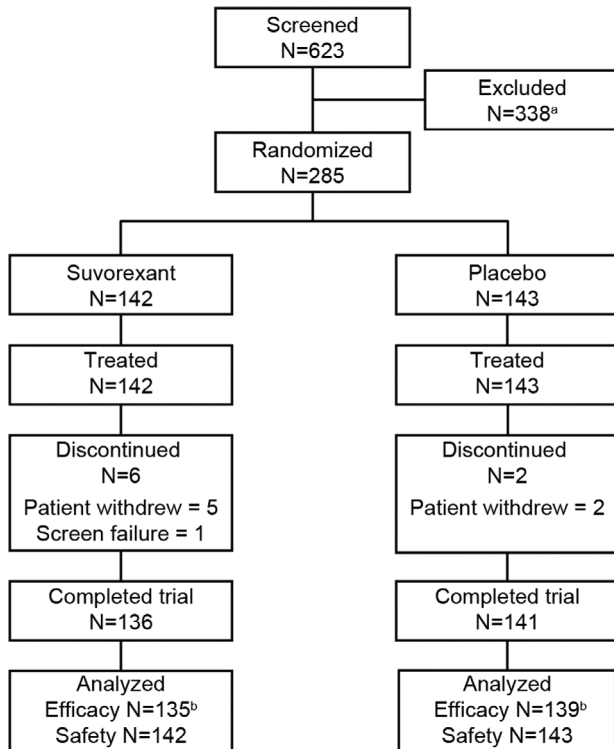 Screened
N=623
Excluded
N=338ᵃ
Randomized
N=285
Suvorexant
N=142
Placebo
N=143
Treated
N=142
Treated
N=143
Discontinued
N=6
Patient withdrew = 5
Screen failure = 1
Discontinued
N=2
Patient withdrew = 2
Completed trial
N=136
Completed trial
N=141
Analyzed
Efficacy N=135ᵇ
Safety N=142
Analyzed
Efficacy N=139ᵇ
Safety N=143